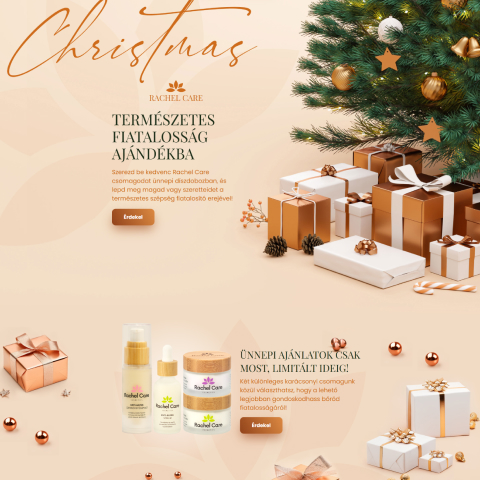 Christmas
RACHEL CARE
TERMÉSZETES
FIATALOSSÁG
AJÁNDÉKBA
Szerezd be kedvenc Rachel Care
csomagodat ünnepi díszdobozban, és
lepd meg magad vagy szeretteidet a
természetes szépség fiatalosító erejével!
Érdekel
ÜNNEPI AJÁNLATOK CSAK
MOST, LIMITÁLT IDEIG!
Két különleges karácsonyi csomagunk
közül választhatsz, hogy a lehető
legjobban gondoskodhass bőröd
fiatalosságáról!
Érdekel
Rachel Care
Rachel Care
Rachel Care
Rachel Care